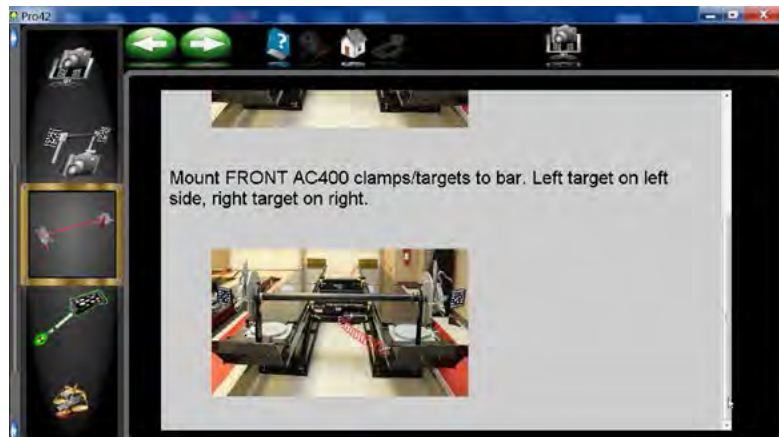 Pro42
?
Mount FRONT AC400 clamps/targets to bar. Left target on left
side, right target on right.